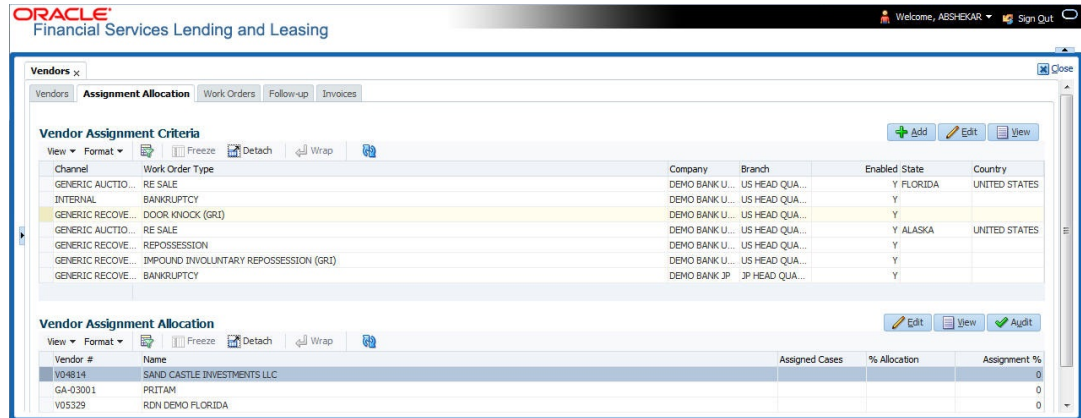 ORACLE
Financial Services Lending and Leasing
Welcome, ABSHEKAR Sign Out
Vendors x
Close
Vendors Assignment Allocation Work Orders Follow-up Invoices
Vendor Assignment Criteria
Add Edit View
View Format Freeze Detach Wrap
Channel Work Order Type Company Branch Enabled State Country
GENERIC AUCTIO... RE SALE DEMO BANK U... US HEAD QUA... Y FLORIDA UNITED STATES
INTERNAL BANKRUPTCY DEMO BANK U... US HEAD QUA... Y
GENERIC RECOVE... DOOR KNOCK (GRI) DEMO BANK U... US HEAD QUA... Y
GENERIC AUCTIO... RE SALE DEMO BANK U... US HEAD QUA... Y ALASKA UNITED STATES
GENERIC RECOVE... REPOSSESSION DEMO BANK U... US HEAD QUA... Y
GENERIC RECOVE... IMPOUND INVOLUNTARY REPOSSESSION (GRI) DEMO BANK U... US HEAD QUA... Y
GENERIC RECOVE... BANKRUPTCY DEMO BANK JP JP HEAD QUA... Y
Vendor Assignment Allocation
Edit View Audit
View Format Freeze Detach Wrap
Vendor # Name Assigned Cases % Allocation Assignment %
V04814 SAND CASTLE INVESTMENTS LLC 0
GA-03001 PRITAM 0
V05329 RDN DEMO FLORIDA 0